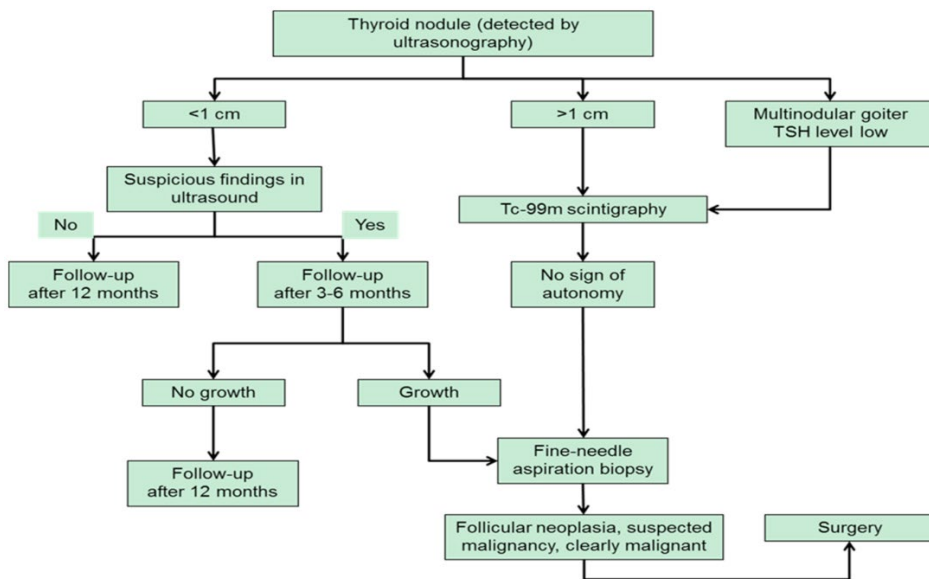 Thyroid nodule (detected by
ultrasonography)
<1 cm
>1 cm
Multinodular goiter
TSH level low
Suspicious findings in
ultrasound
Tc-99m scintigraphy
No
Yes
Follow-up
after 12 months
Follow-up
after 3-6 months
No sign of
autonomy
No growth
Growth
Fine-needle
aspiration biopsy
Follow-up
after 12 months
Follicular neoplasia, suspected
malignancy, clearly malignant
Surgery